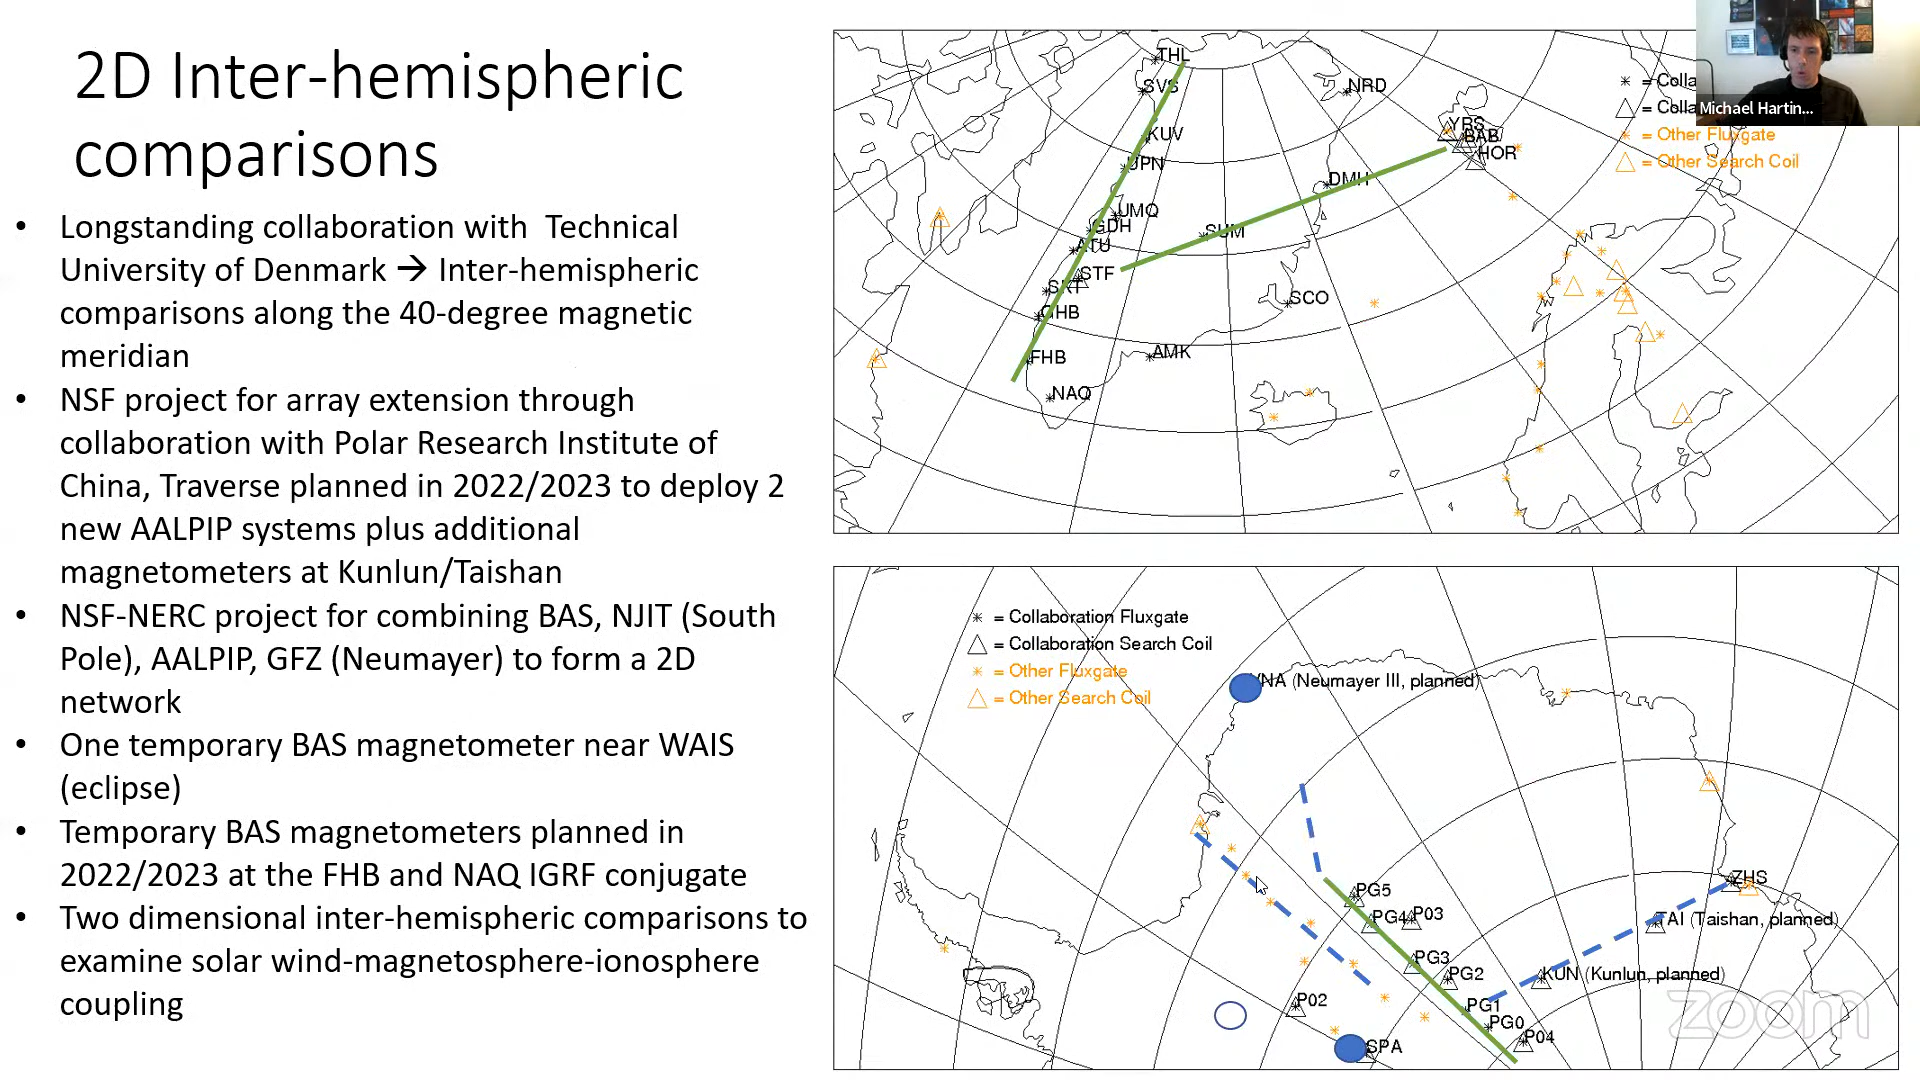 2D Inter-hemispheric
comparisons
• Longstanding collaboration with Technical
University of Denmark → Inter-hemispheric
comparisons along the 40-degree magnetic
meridian
• NSF project for array extension through
collaboration with Polar Research Institute of
China, Traverse planned in 2022/2023 to deploy 2
new AALPIP systems plus additional
magnetometers at Kunlun/Taishan
• NSF-NERC project for combining BAS, NJIT (South
Pole), AALPIP, GFZ (Neumayer) to form a 2D
network
• One temporary BAS magnetometer near WAIS
(eclipse)
• Temporary BAS magnetometers planned in
2022/2023 at the FHB and NAQ IGRF conjugate
• Two dimensional inter-hemispheric comparisons to
examine solar wind-magnetosphere-ionosphere
coupling
THL
SVS
NRD
KUV
UPN
YRS
BAB
HOR
DMH
UMQ
GDH
SUM
ATU
STF
SKT
SCO
GHB
AMK
FHB
NAQ
= Colla
= Colla
= Other Fluxgate
= Other Search Coil
Michael Hartin...
= Collaboration Fluxgate
= Collaboration Search Coil
= Other Fluxgate
= Other Search Coil
VNA (Neumayer III, planned)
PG5
PG4
P03
PG3
PG2
PG1
PG0
P04
P02
SPA
ZHS
TAI (Taishan, planned)
KUN (Kunlun, planned)
zoom